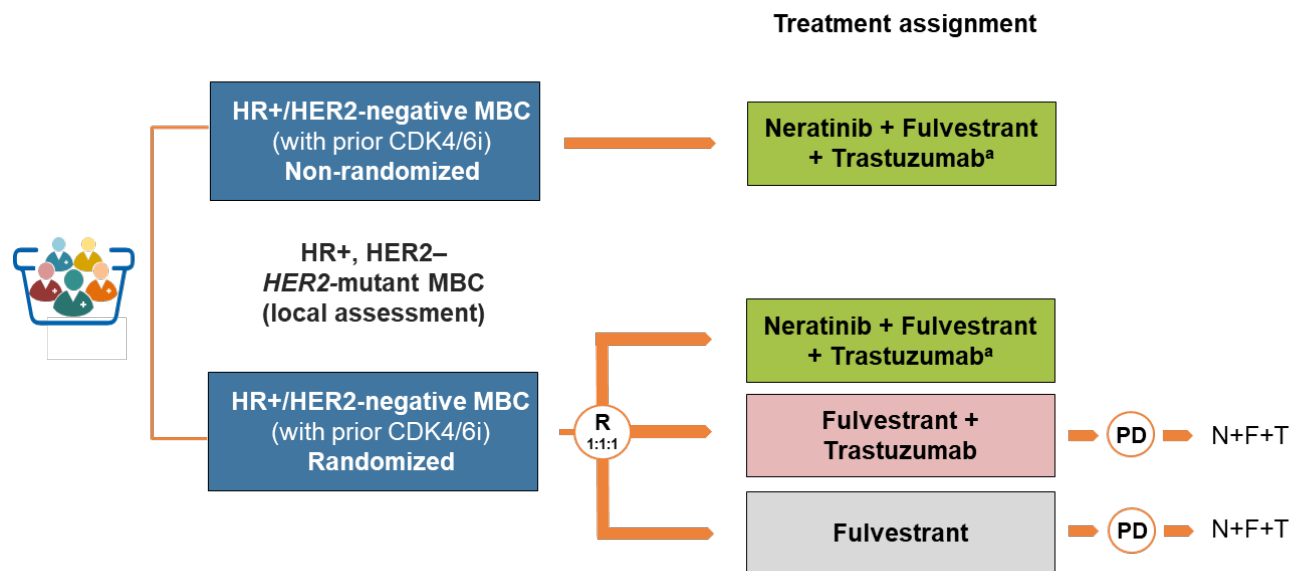 Treatment assignment
HR+/HER2-negative MBC
(with prior CDK4/6i)
Non-randomized
Neratinib + Fulvestrant
+ Trastuzumabᵃ
HR+, HER2–
HER2-mutant MBC
(local assessment)
HR+/HER2-negative MBC
(with prior CDK4/6i)
Randomized
R
1:1:1
Neratinib + Fulvestrant
+ Trastuzumabᵃ
Fulvestrant +
Trastuzumab
PD
N+F+T
Fulvestrant
PD
N+F+T